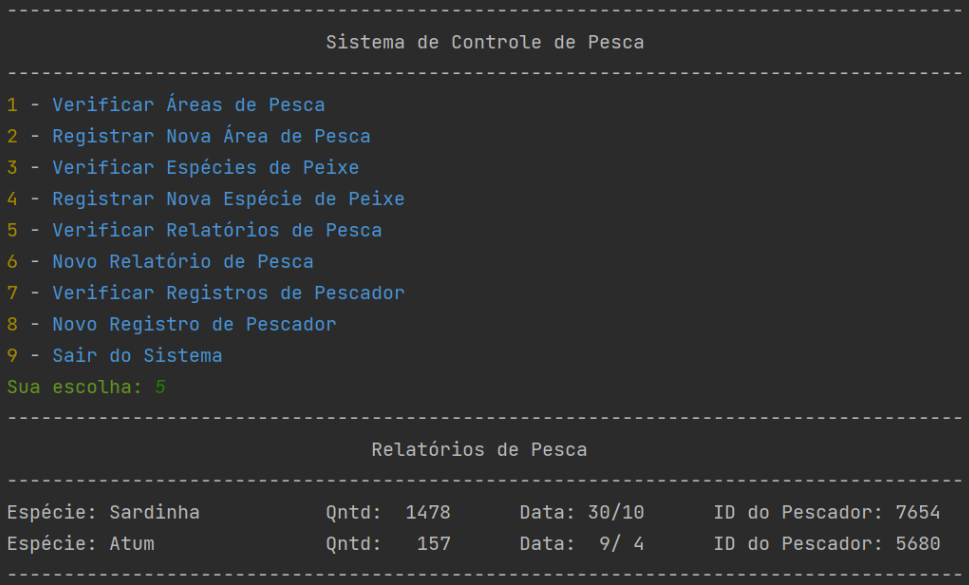 ------------------------------------------------------------------------------------
Sistema de Controle de Pesca
------------------------------------------------------------------------------------
1 - Verificar Áreas de Pesca
2 - Registrar Nova Área de Pesca
3 - Verificar Espécies de Peixe
4 - Registrar Nova Espécie de Peixe
5 - Verificar Relatórios de Pesca
6 - Novo Relatório de Pesca
7 - Verificar Registros de Pescador
8 - Novo Registro de Pescador
9 - Sair do Sistema
Sua escolha: 5
------------------------------------------------------------------------------------
Relatórios de Pesca
------------------------------------------------------------------------------------
Espécie: Sardinha           Qntd:  1478      Data: 30/10      ID do Pescador: 7654
Espécie: Atum               Qntd:   157      Data:  9/ 4      ID do Pescador: 5680
------------------------------------------------------------------------------------